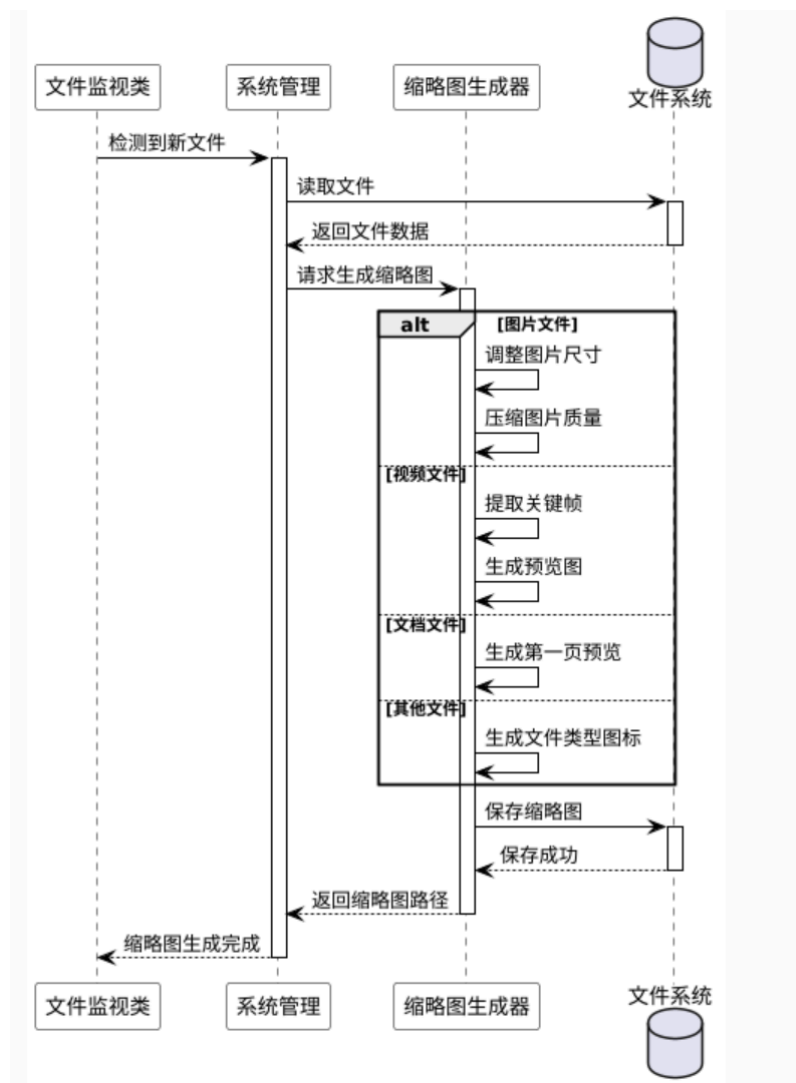 文件监视类
系统管理
缩略图生成器
文件系统
检测到新文件
读取文件
返回文件数据
请求生成缩略图
alt
[图片文件]
调整图片尺寸
压缩图片质量
[视频文件]
提取关键帧
生成预览图
[文档文件]
生成第一页预览
[其他文件]
生成文件类型图标
保存缩略图
保存成功
返回缩略图路径
缩略图生成完成
文件监视类
系统管理
缩略图生成器
文件系统